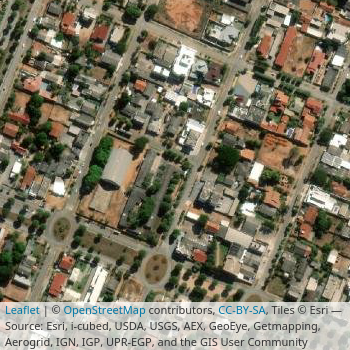 Leaflet | © OpenStreetMap contributors, CC-BY-SA, Tiles © Esri —
Source: Esri, i-cubed, USDA, USGS, AEX, GeoEye, Getmapping,
Aerogrid, IGN, IGP, UPR-EGP, and the GIS User Community